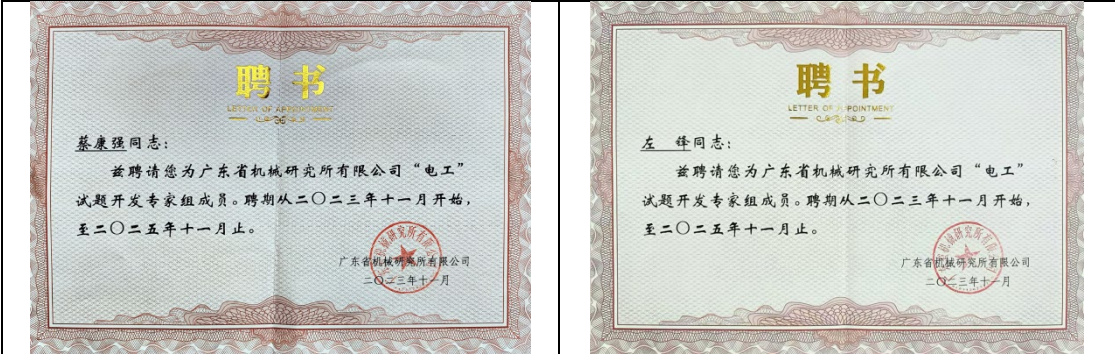 聘书
LETTER OF APPOINTMENT
蔡康强同志：
兹聘请您为广东省机械研究所有限公司“电工”
试题开发专家组成员。聘期从二〇二三年十一月开始，
至二〇二五年十一月止。
广东省机械研究所有限公司
二〇二三年十一月
聘书
LETTER OF APPOINTMENT
左 锋同志：
兹聘请您为广东省机械研究所有限公司“电工”
试题开发专家组成员。聘期从二〇二三年十一月开始，
至二〇二五年十一月止。
广东省机械研究所有限公司
二〇二三年十一月